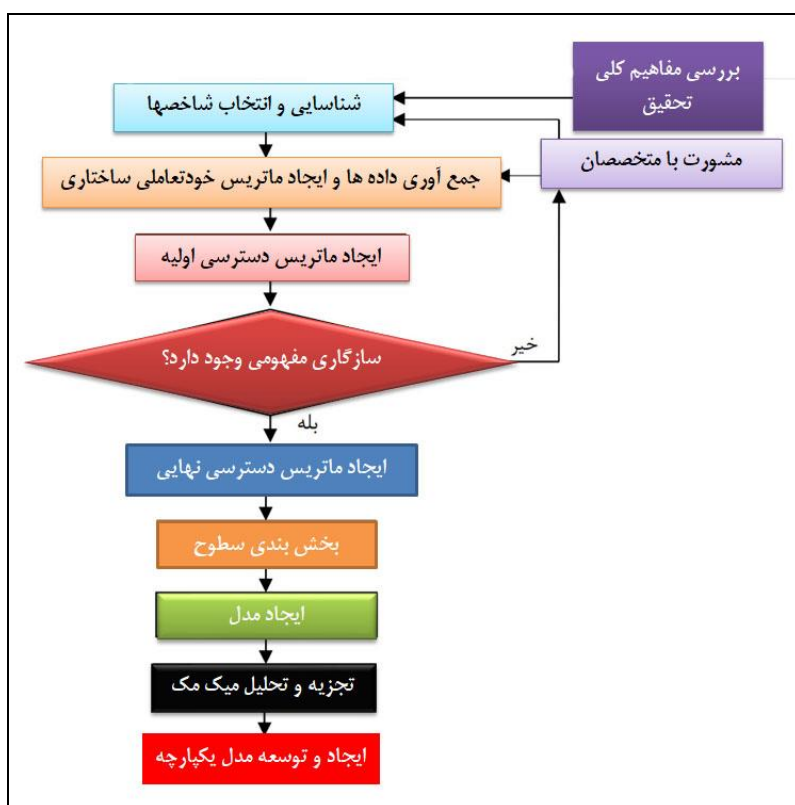 بررسی مفاهیم کلی
تحقیق
شناسایی و انتخاب شاخصها
مشورت با متخصصان
جمع آوری داده ها و ایجاد ماتریس خودتعاملی ساختاری
ایجاد ماتریس دسترسی اولیه
سازگاری مفهومی وجود دارد؟
خیر
بله
ایجاد ماتریس دسترسی نهایی
بخش بندی سطوح
ایجاد مدل
تجزیه و تحلیل میک مک
ایجاد و توسعه مدل یکپارچه